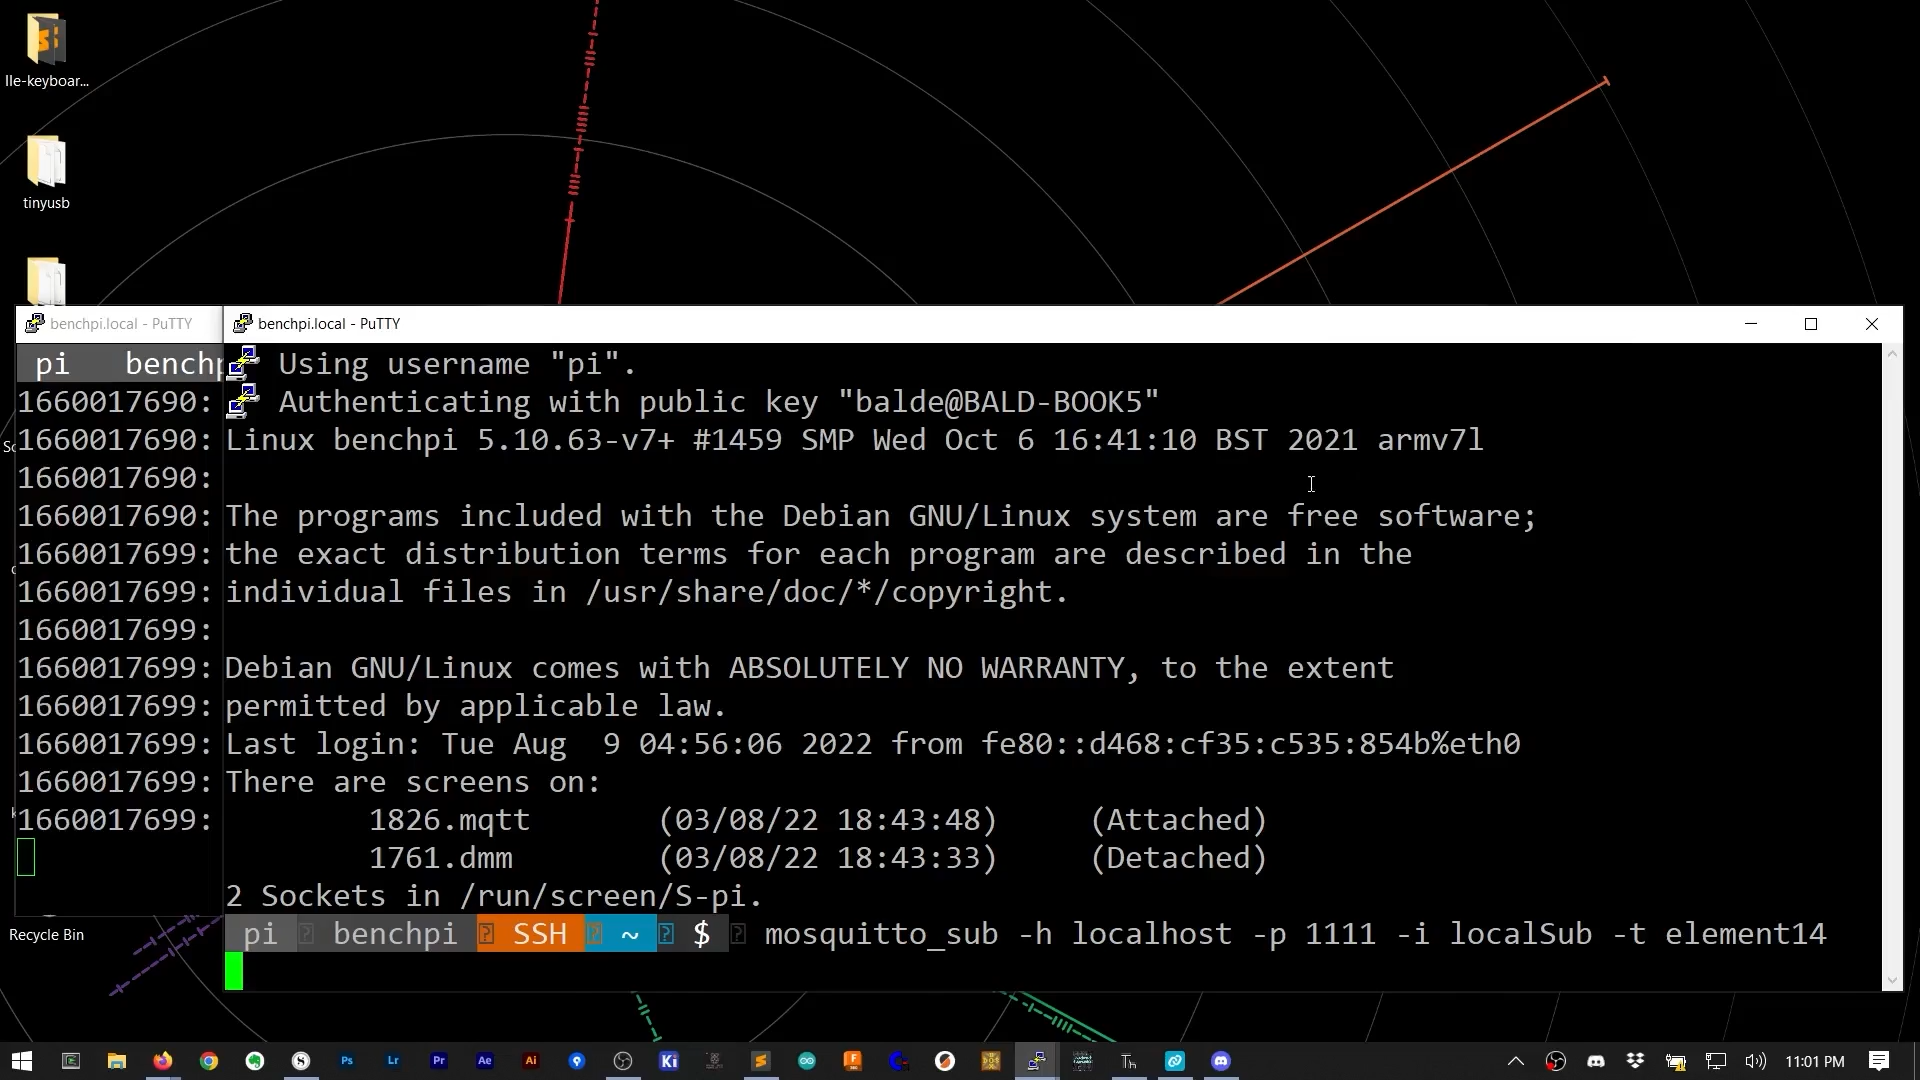 lle-keyboar...
tinyusb
benchpi.local - PuTTY
pi benchp
1660017690:
1660017690:
1660017690:
1660017690:
1660017699:
1660017699:
1660017699:
1660017699:
1660017699:
1660017699:
1660017699:
1660017699:
benchpi.local - PuTTY
Using username "pi".
Authenticating with public key "balde@BALD-BOOK5"
Linux benchpi 5.10.63-v7+ #1459 SMP Wed Oct 6 16:41:10 BST 2021 armv7l
The programs included with the Debian GNU/Linux system are free software;
the exact distribution terms for each program are described in the
individual files in /usr/share/doc/*/copyright.
Debian GNU/Linux comes with ABSOLUTELY NO WARRANTY, to the extent
permitted by applicable law.
Last login: Tue Aug  9 04:56:06 2022 from fe80::d468:cf35:c535:854b%eth0
There are screens on:
1826.mqtt (03/08/22 18:43:48) (Attached)
1761.dmm (03/08/22 18:43:33) (Detached)
2 Sockets in /run/screen/S-pi.
pi benchpi SSH ~ $ mosquitto_sub -h localhost -p 1111 -i localSub -t element14
Recycle Bin
Ps Lr Pr Ae Ai Ki F Th 11:01 PM